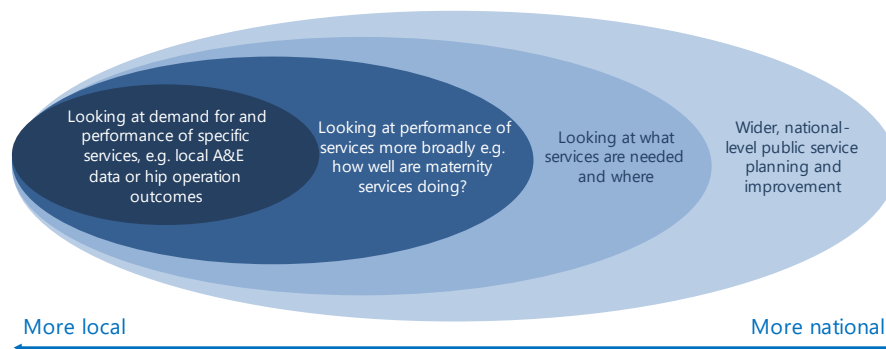 Looking at demand for and
performance of specific
services, e.g. local A&E
data or hip operation
outcomes
Looking at performance of
services more broadly e.g.
how well are maternity
services doing?
Looking at what
services are needed
and where
Wider, national-
level public service
planning and
improvement
More local
More national